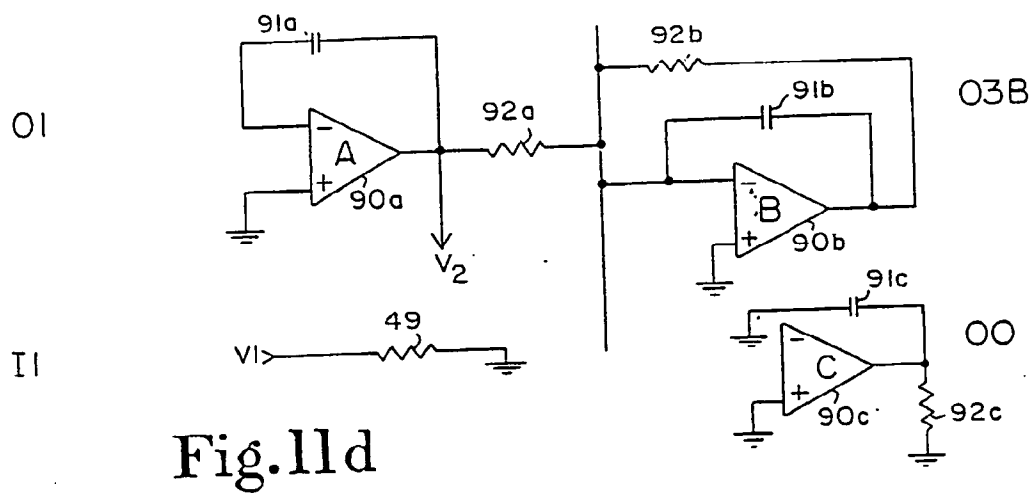 91a
92b
91b
O3B
O1
92a
A
-
+
90a
-
B
+
90b
V2
91c
49
OO
I1
V1
-
C
+
90c
92c
Fig.11d